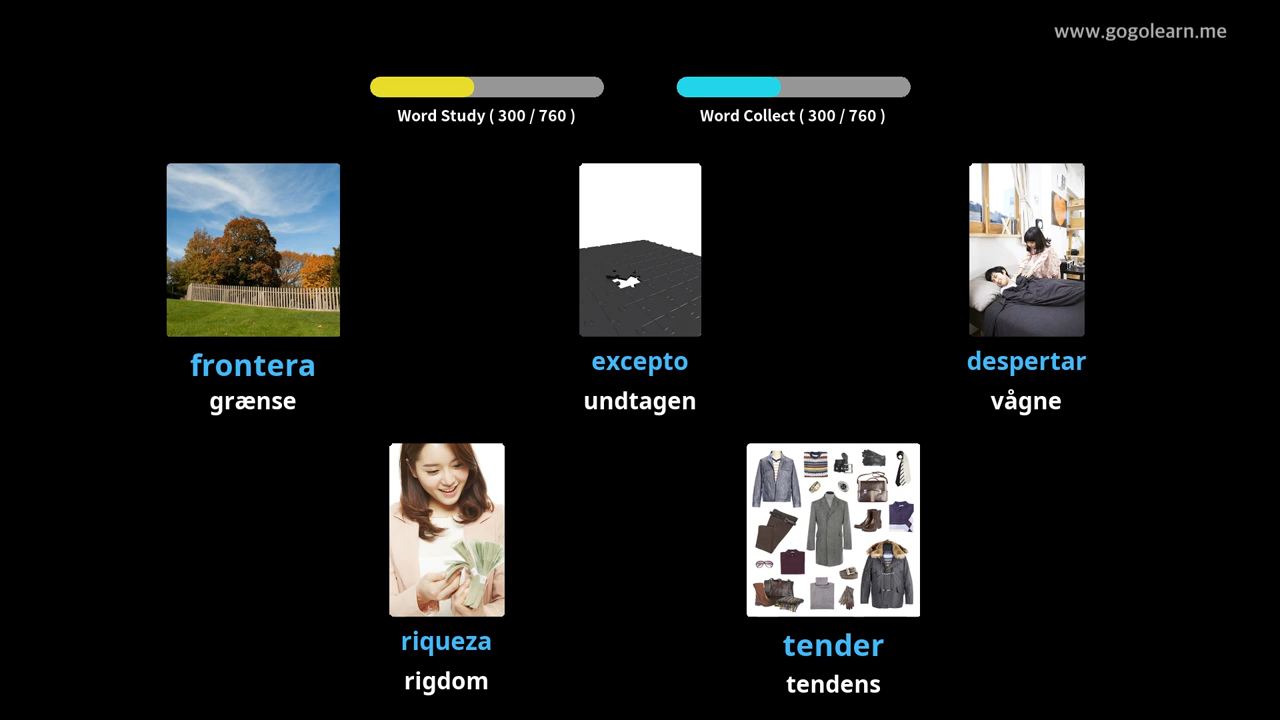 www.gogolearn.me
Word Study ( 300 / 760 )
Word Collect ( 300 / 760 )
frontera
grænse
excepto
undtagen
despertar
vågne
riqueza
rigdom
tender
tendens